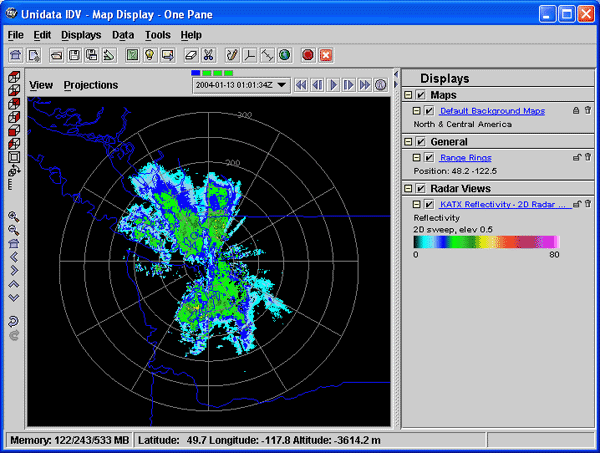 Unidata IDV - Map Display - One Pane
File Edit Displays Data Tools Help
View Projections
2004-01-13 01:01:34Z
300
200
Displays
Maps
Default Background Maps
North & Central America
General
Range Rings
Position: 48.2 -122.5
Radar Views
KATX Reflectivity - 2D Radar ...
Reflectivity
2D sweep, elev 0.5
0 80
Memory: 122/243/533 MB Latitude: 49.7 Longitude: -117.8 Altitude: -3614.2 m